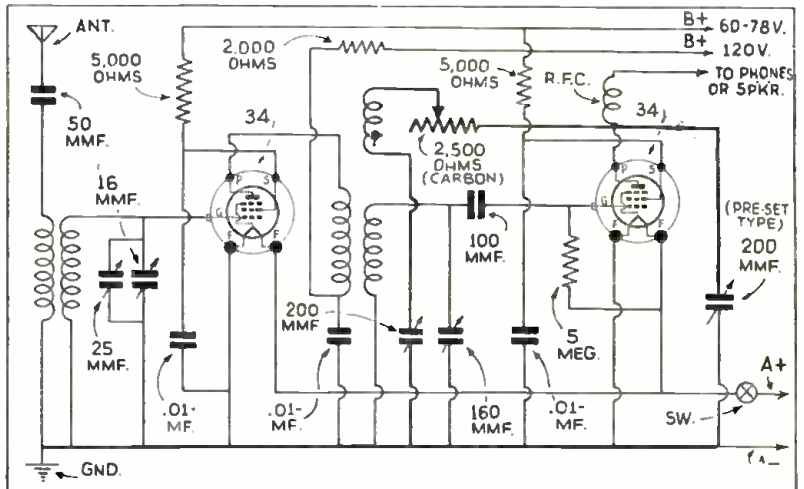 ANT.
B+ 60-78V.
2,000
OHMS
B+ 120V.
5,000
OHMS
5,000
OHMS
R.F.C.
TO PHONES
OR SPKR.
50
MMF.
34
34
2,500
OHMS
(CARBON)
16
MMF.
P S
P S
G
G
100
MMF.
(PRE-SET
TYPE)
200
MMF.
F F
F F
25
MMF.
200
MMF.
5
MEG.
A+
.01-
MF.
.01-
MF.
160
MMF.
.01-
MF.
SW.
GND.
A-